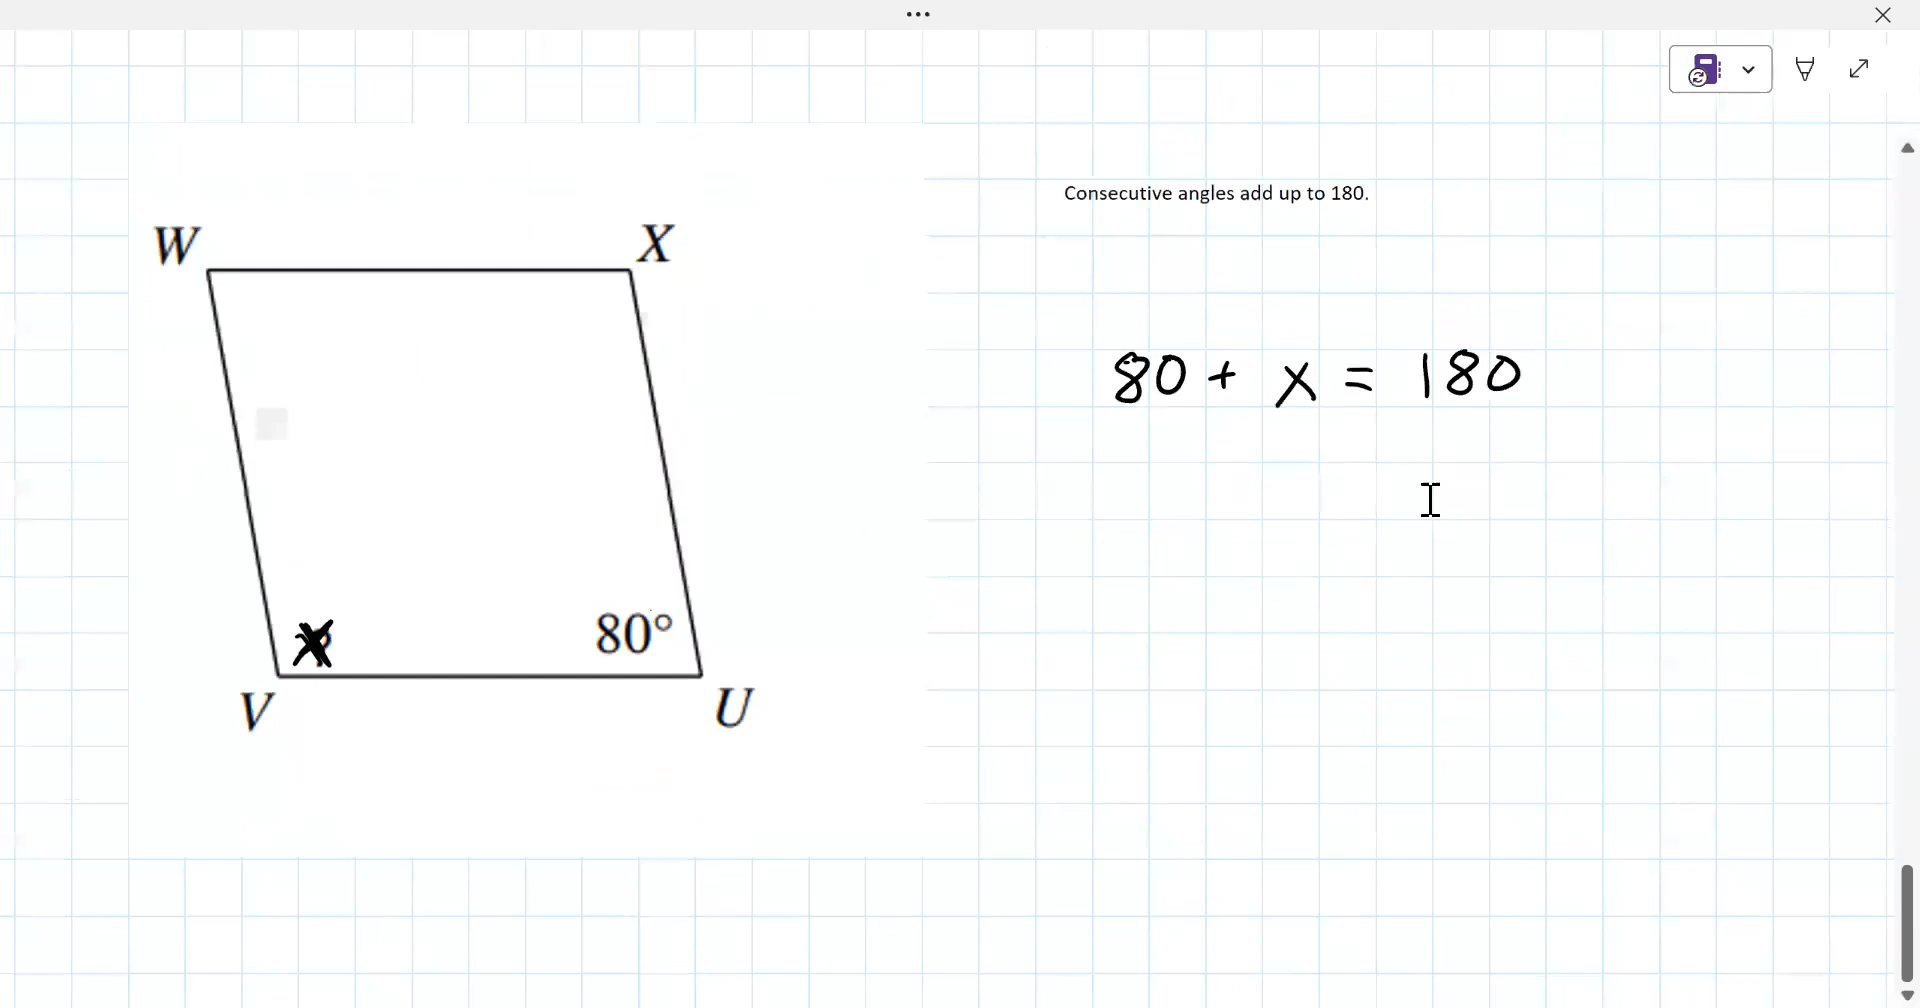 Consecutive angles add up to 180.
W
X
80 + x = 180
x
80°
V
U